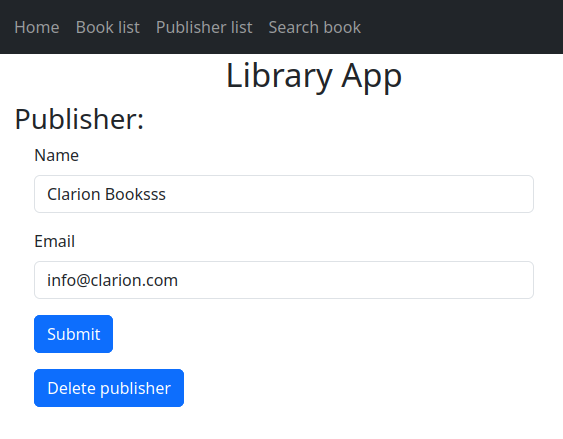 Home Book list Publisher list Search book
Library App
Publisher:
Name
Clarion Booksss
Email
info@clarion.com
Submit
Delete publisher